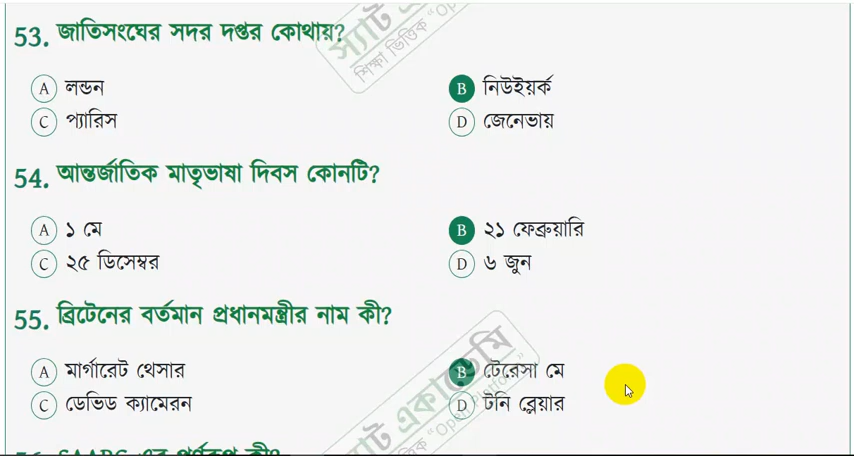 53. জাতিসংঘের সদর দপ্তর কোথায়?
A লন্ডন B নিউইয়র্ক
C প্যারিস D জেনেভায়
54. আন্তর্জাতিক মাতৃভাষা দিবস কোনটি?
A ১ মে B ২১ ফেব্রুয়ারি
C ২৫ ডিসেম্বর D ৬ জুন
55. ব্রিটেনের বর্তমান প্রধানমন্ত্রীর নাম কী?
A মার্গারেট থেসার B টেরেসা মে
C ডেভিড ক্যামেরন D টনি ব্লেয়ার
স্যাট একাডেমি